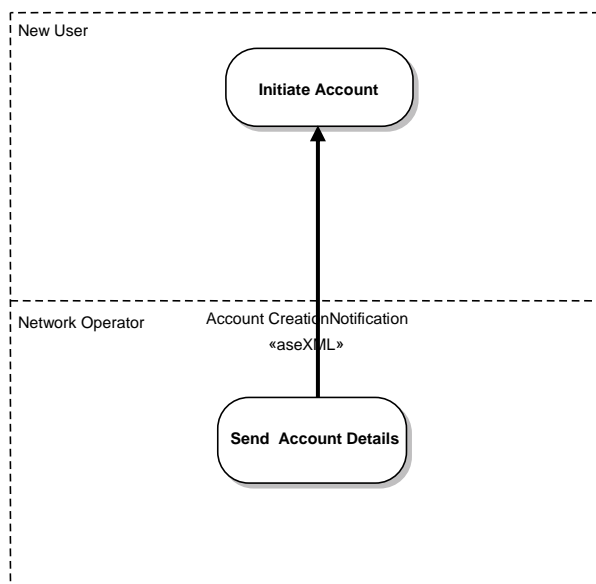 New User
Initiate Account
Network Operator
Account CreationNotification
«aseXML»
Send Account Details